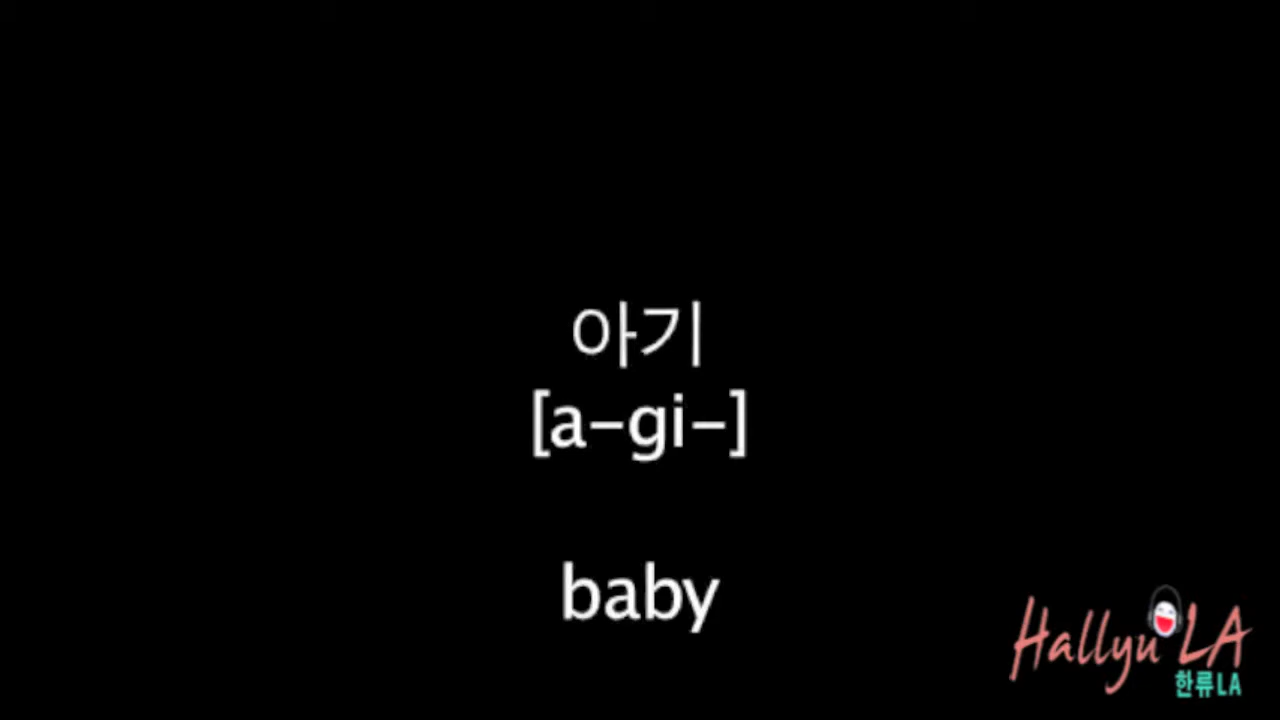 아기
[a-gi-]
baby
Hallyu LA
한류LA